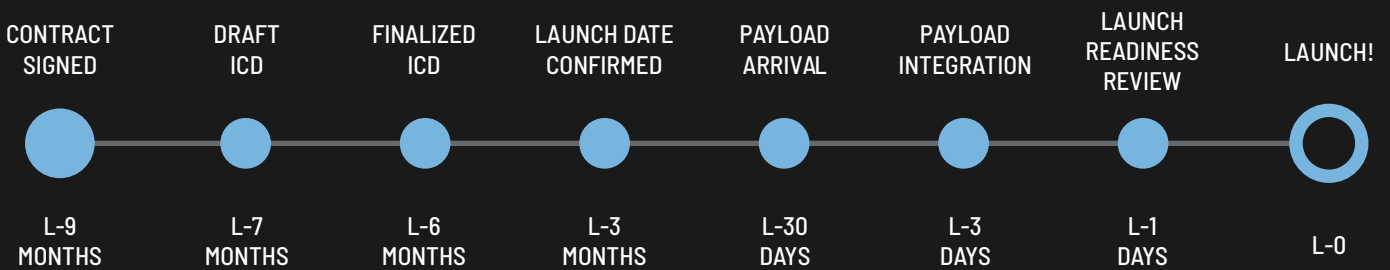 CONTRACT
SIGNED
DRAFT
ICD
FINALIZED
ICD
LAUNCH DATE
CONFIRMED
PAYLOAD
ARRIVAL
PAYLOAD
INTEGRATION
LAUNCH
READINESS
REVIEW
LAUNCH!
L-9
MONTHS
L-7
MONTHS
L-6
MONTHS
L-3
MONTHS
L-30
DAYS
L-3
DAYS
L-1
DAYS
L-0